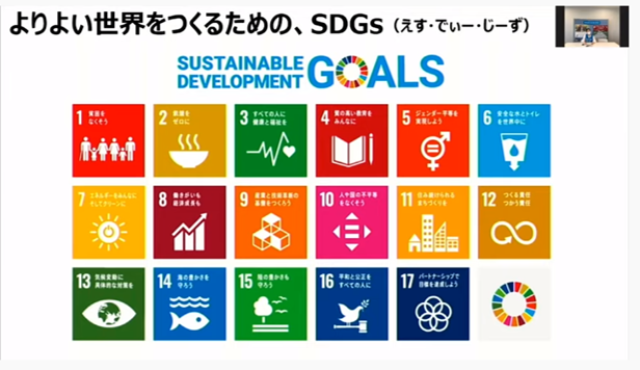 よりよい世界をつくるための、SDGs（えす・でぃー・じーず）
SUSTAINABLE
DEVELOPMENT
GOALS
1 貧困を
なくそう
2 飢餓を
ゼロに
3 すべての人に
健康と福祉を
4 質の高い教育を
みんなに
5 ジェンダー平等を
実現しよう
6 安全な水とトイレ
を世界中に
7 エネルギーをみんなに
そしてクリーンに
8 働きがいも
経済成長も
9 産業と技術革新の
基盤をつくろう
10 人や国の不平等
をなくそう
11 住み続けられる
まちづくりを
12 つくる責任
つかう責任
13 気候変動に
具体的な対策を
14 海の豊かさを
守ろう
15 陸の豊かさも
守ろう
16 平和と公正を
すべての人に
17 パートナーシップで
目標を達成しよう